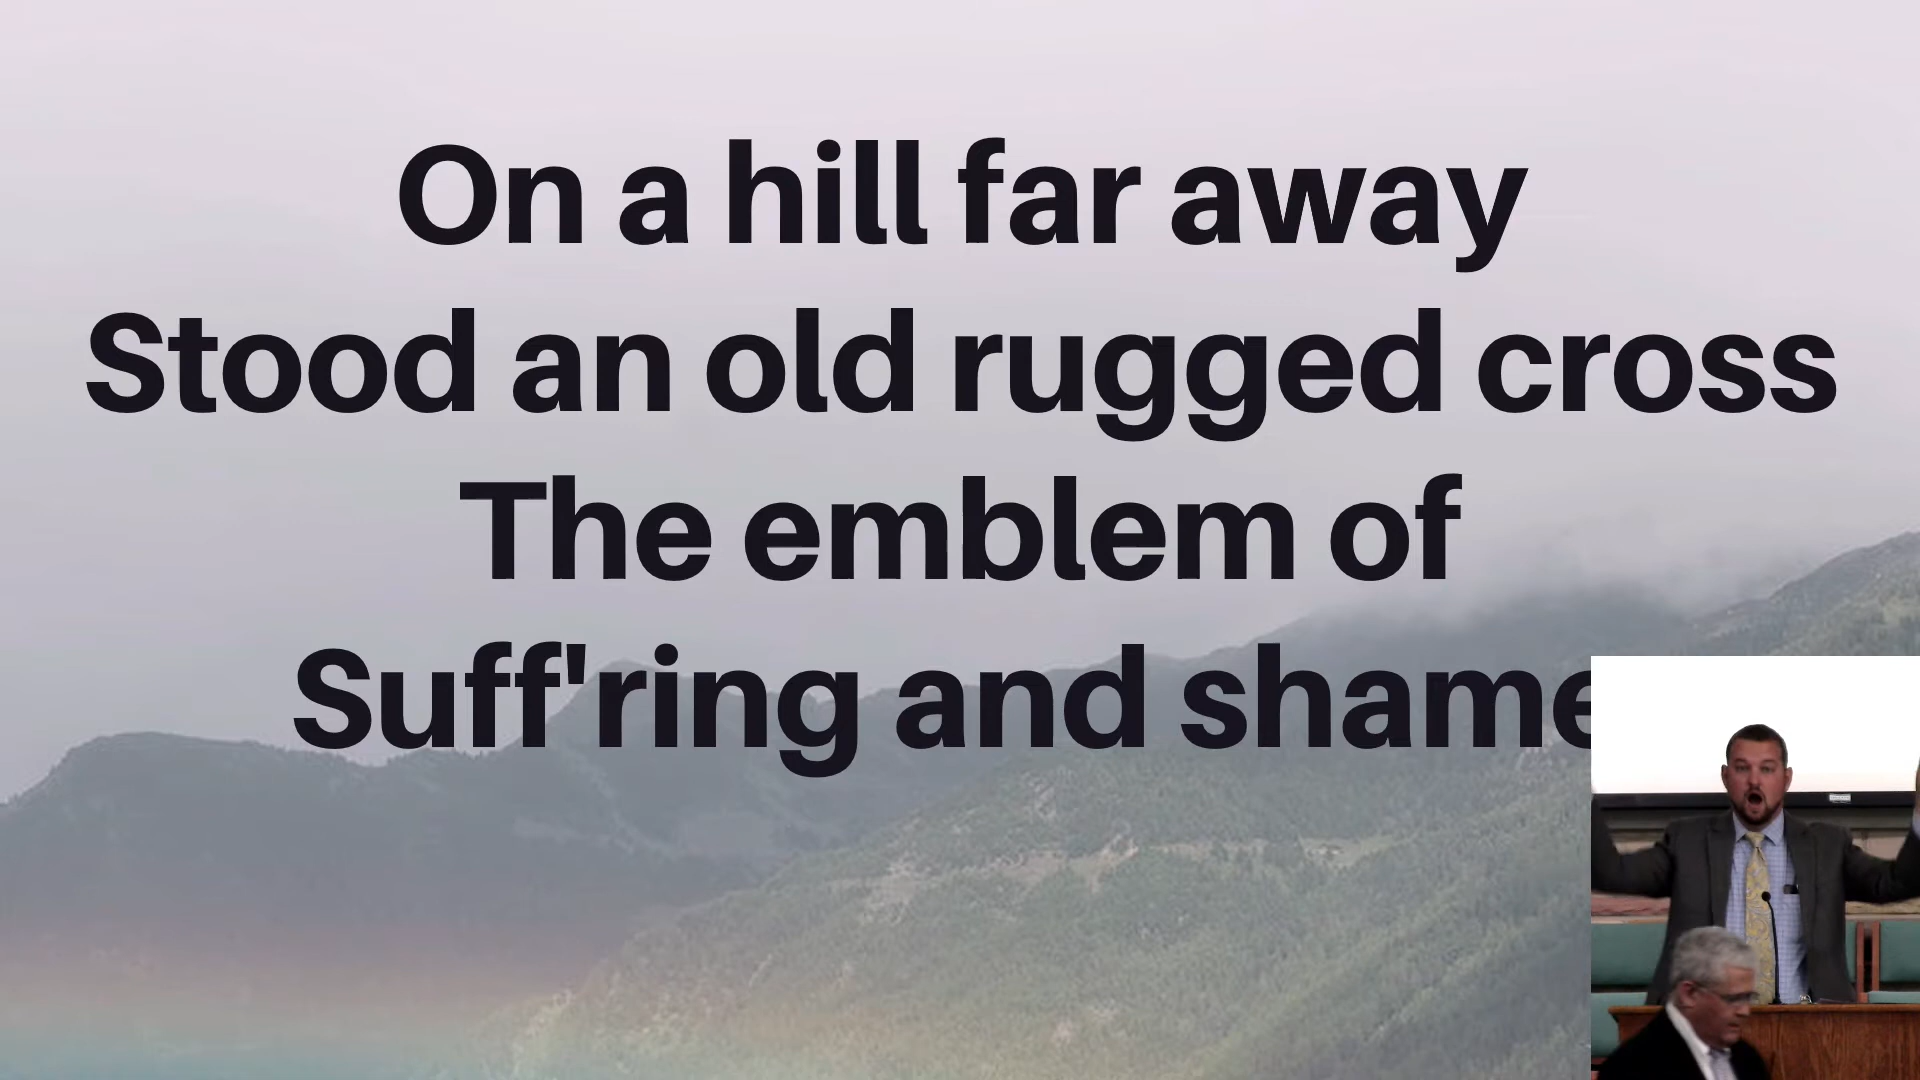 On a hill far away
Stood an old rugged cross
The emblem of
Suff'ring and shame